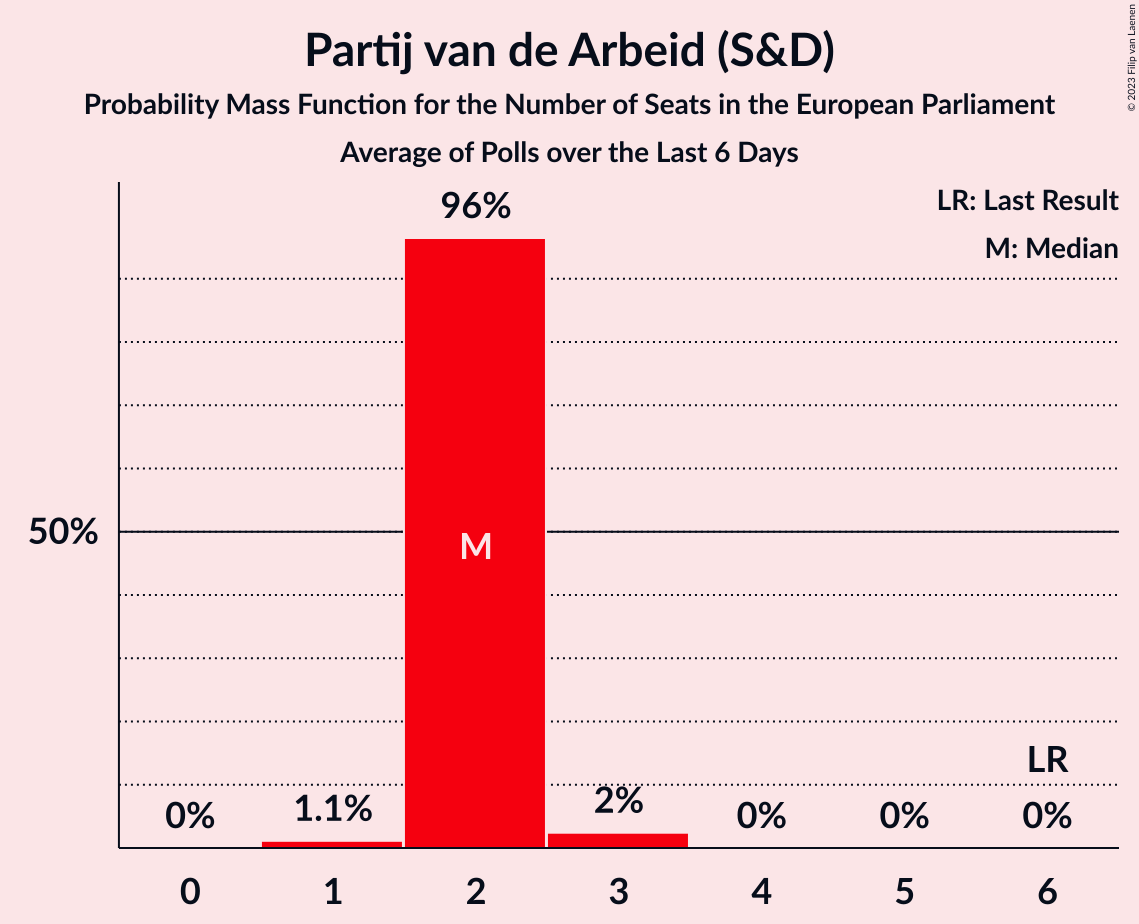 Partij van de Arbeid (S&D)
Probability Mass Function for the Number of Seats in the European Parliament
Average of Polls over the Last 6 Days
© 2023 Filip van Laenen
LR: Last Result
M: Median
96%
50%
M
LR
0% 1.1% 2% 0% 0% 0%
0 1 2 3 4 5 6